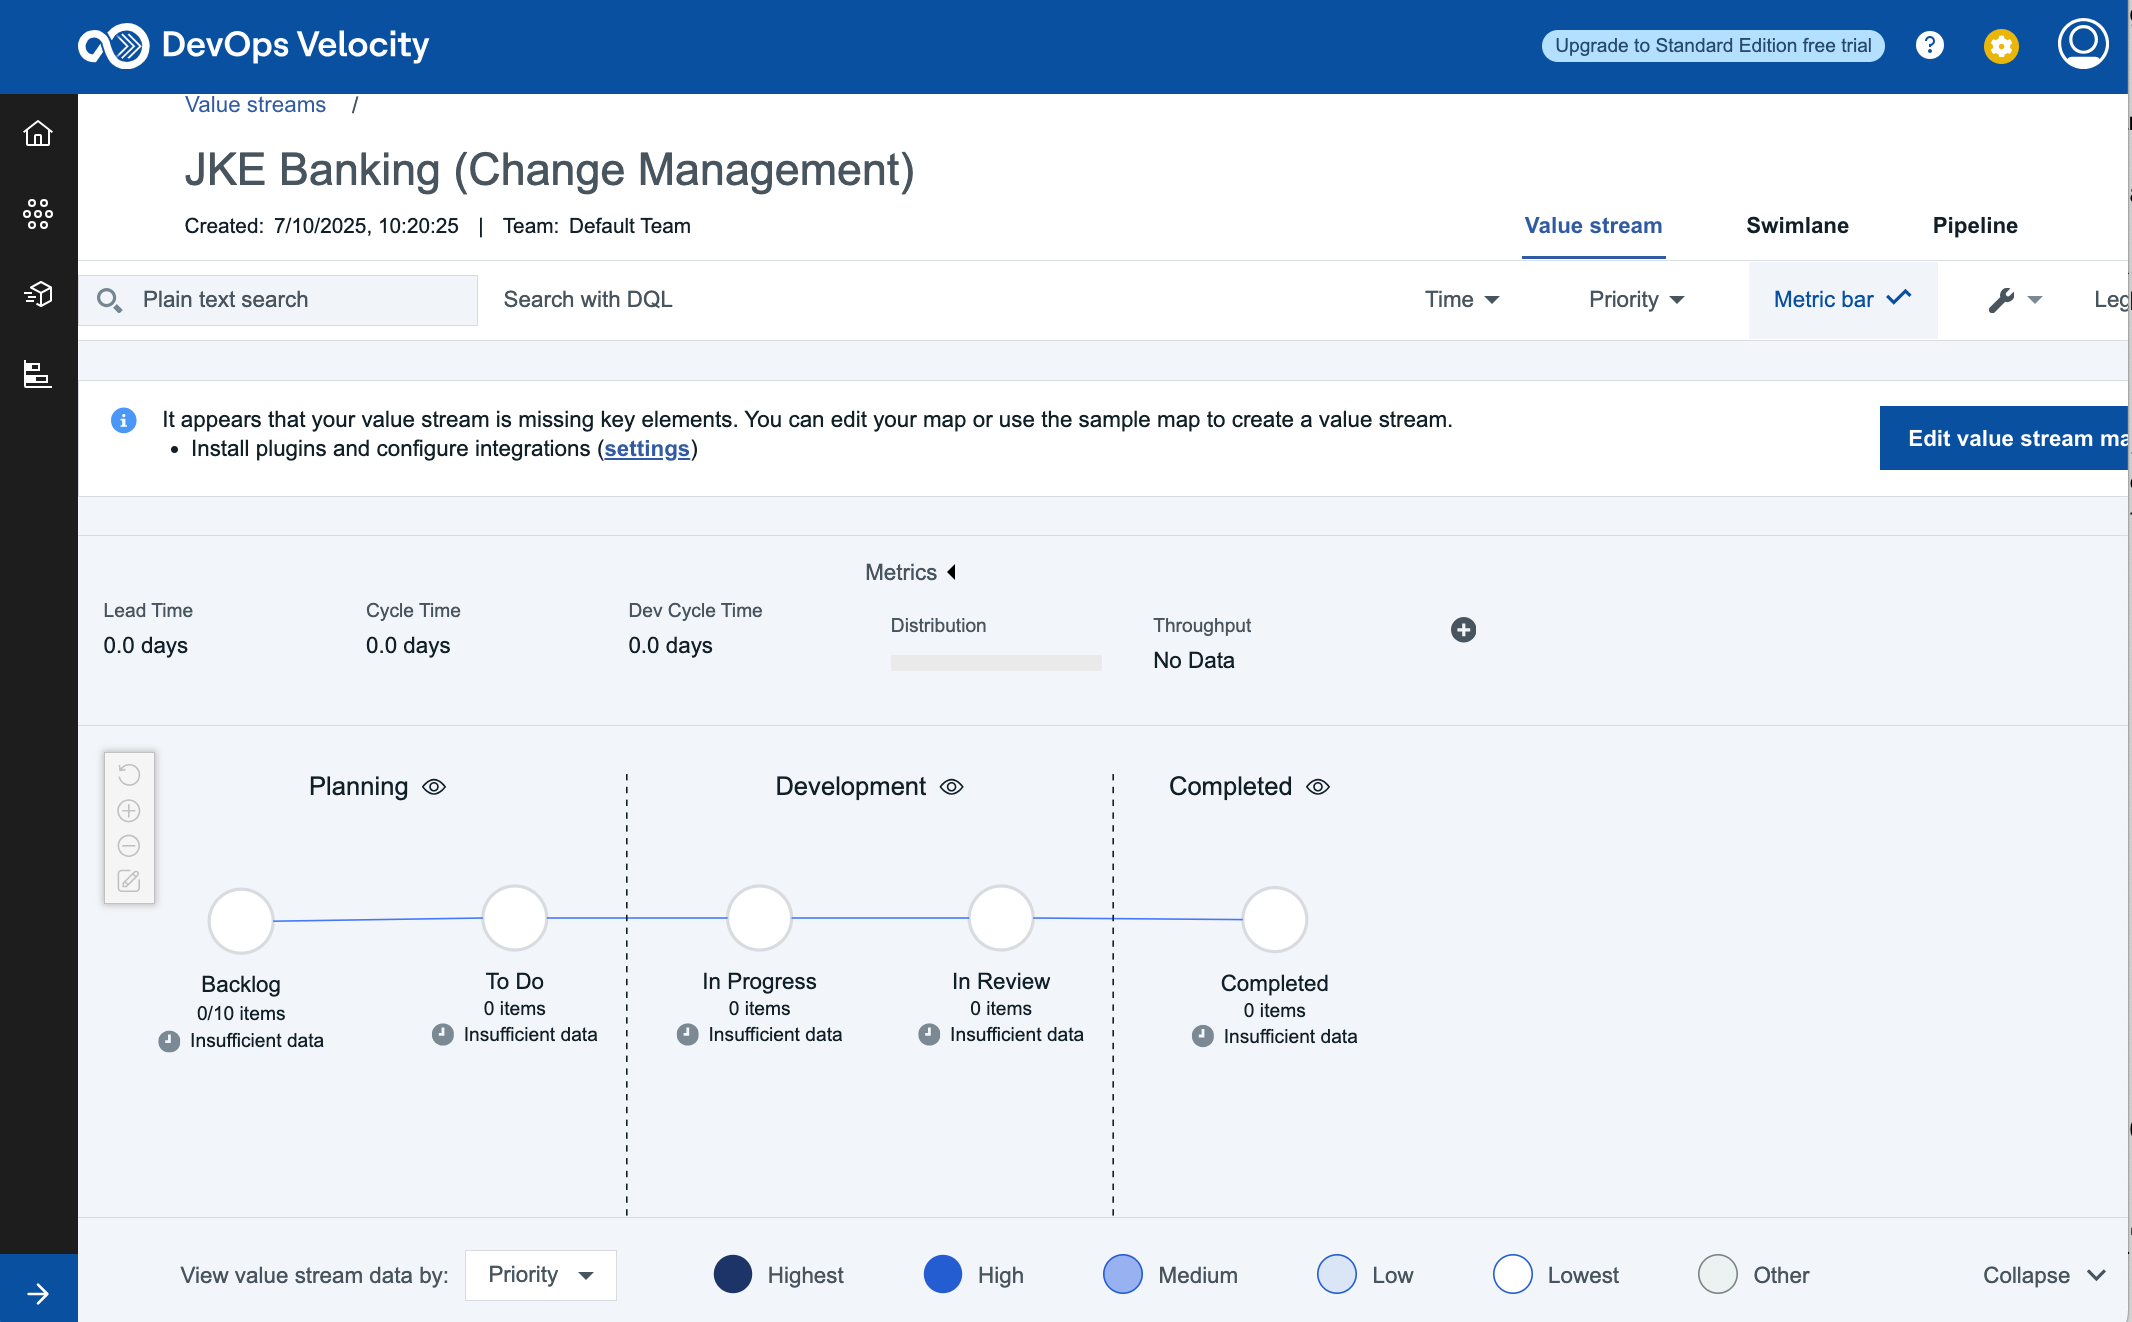 DevOps Velocity
Upgrade to Standard Edition free trial
Value streams /
JKE Banking (Change Management)
Created: 7/10/2025, 10:20:25 | Team: Default Team
Value stream Swimlane Pipeline
Plain text search Search with DQL Time Priority Metric bar Leg
It appears that your value stream is missing key elements. You can edit your map or use the sample map to create a value stream.
• Install plugins and configure integrations (settings)
Edit value stream ma
Metrics
Lead Time Cycle Time Dev Cycle Time Distribution Throughput
0.0 days 0.0 days 0.0 days No Data
Planning Development Completed
Backlog To Do In Progress In Review Completed
0/10 items 0 items 0 items 0 items 0 items
Insufficient data Insufficient data Insufficient data Insufficient data Insufficient data
View value stream data by: Priority Highest High Medium Low Lowest Other Collapse